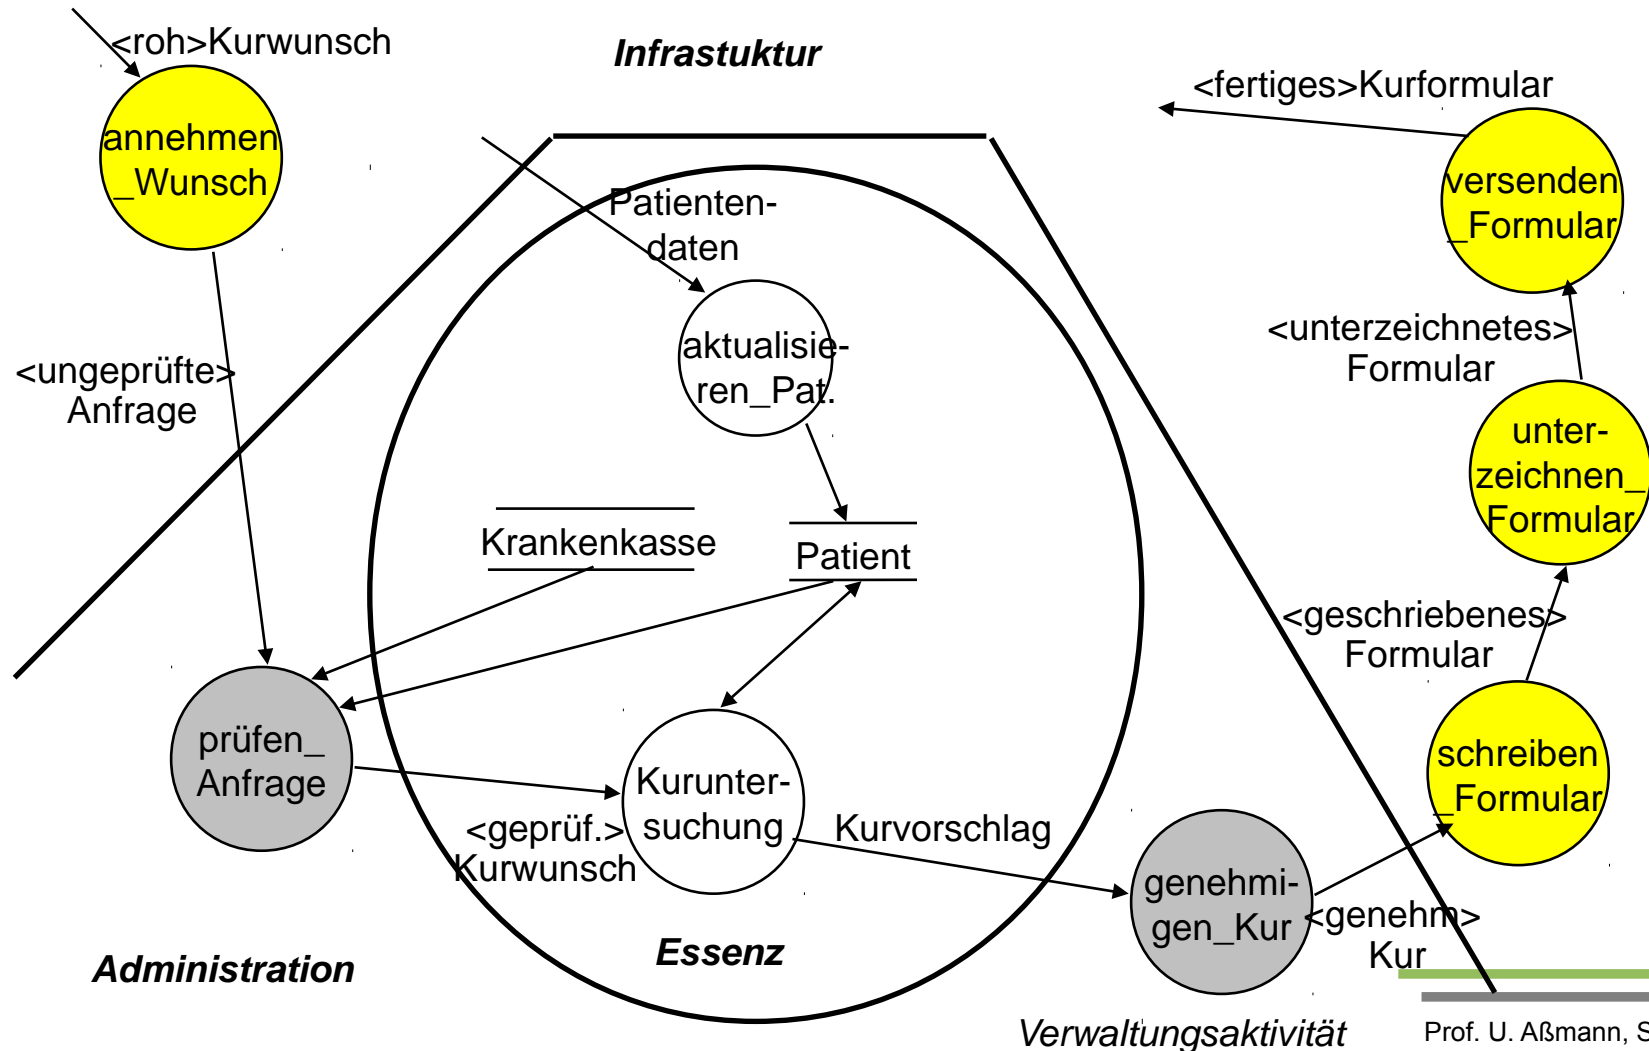 <roh>Kurwunsch
Infrastuktur
<fertiges>Kurformular
annehmen
_Wunsch
versenden
_Formular
Patienten-
daten
<unterzeichnetes>
Formular
aktualisie-
ren_Pat.
<ungeprüfte>
Anfrage
unter-
zeichnen_
Formular
Krankenkasse
Patient
<geschriebenes>
Formular
prüfen_
Anfrage
Kurunter-
suchung
schreiben
_Formular
<geprüf.>
Kurwunsch
Kurvorschlag
genehmi-
gen_Kur
<genehm>
Kur
Administration
Essenz
Verwaltungsaktivität
Prof. U. Aßmann, S